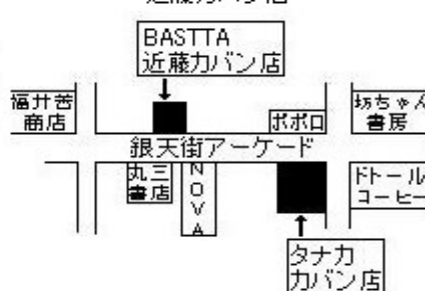 BASTTA
近藤カバン店
福井善
商店
ポポロ
坊ちゃん
書房
銀天街アーケード
丸三
書店
NOVA
ドトール
コーヒー
タナカ
カバン店